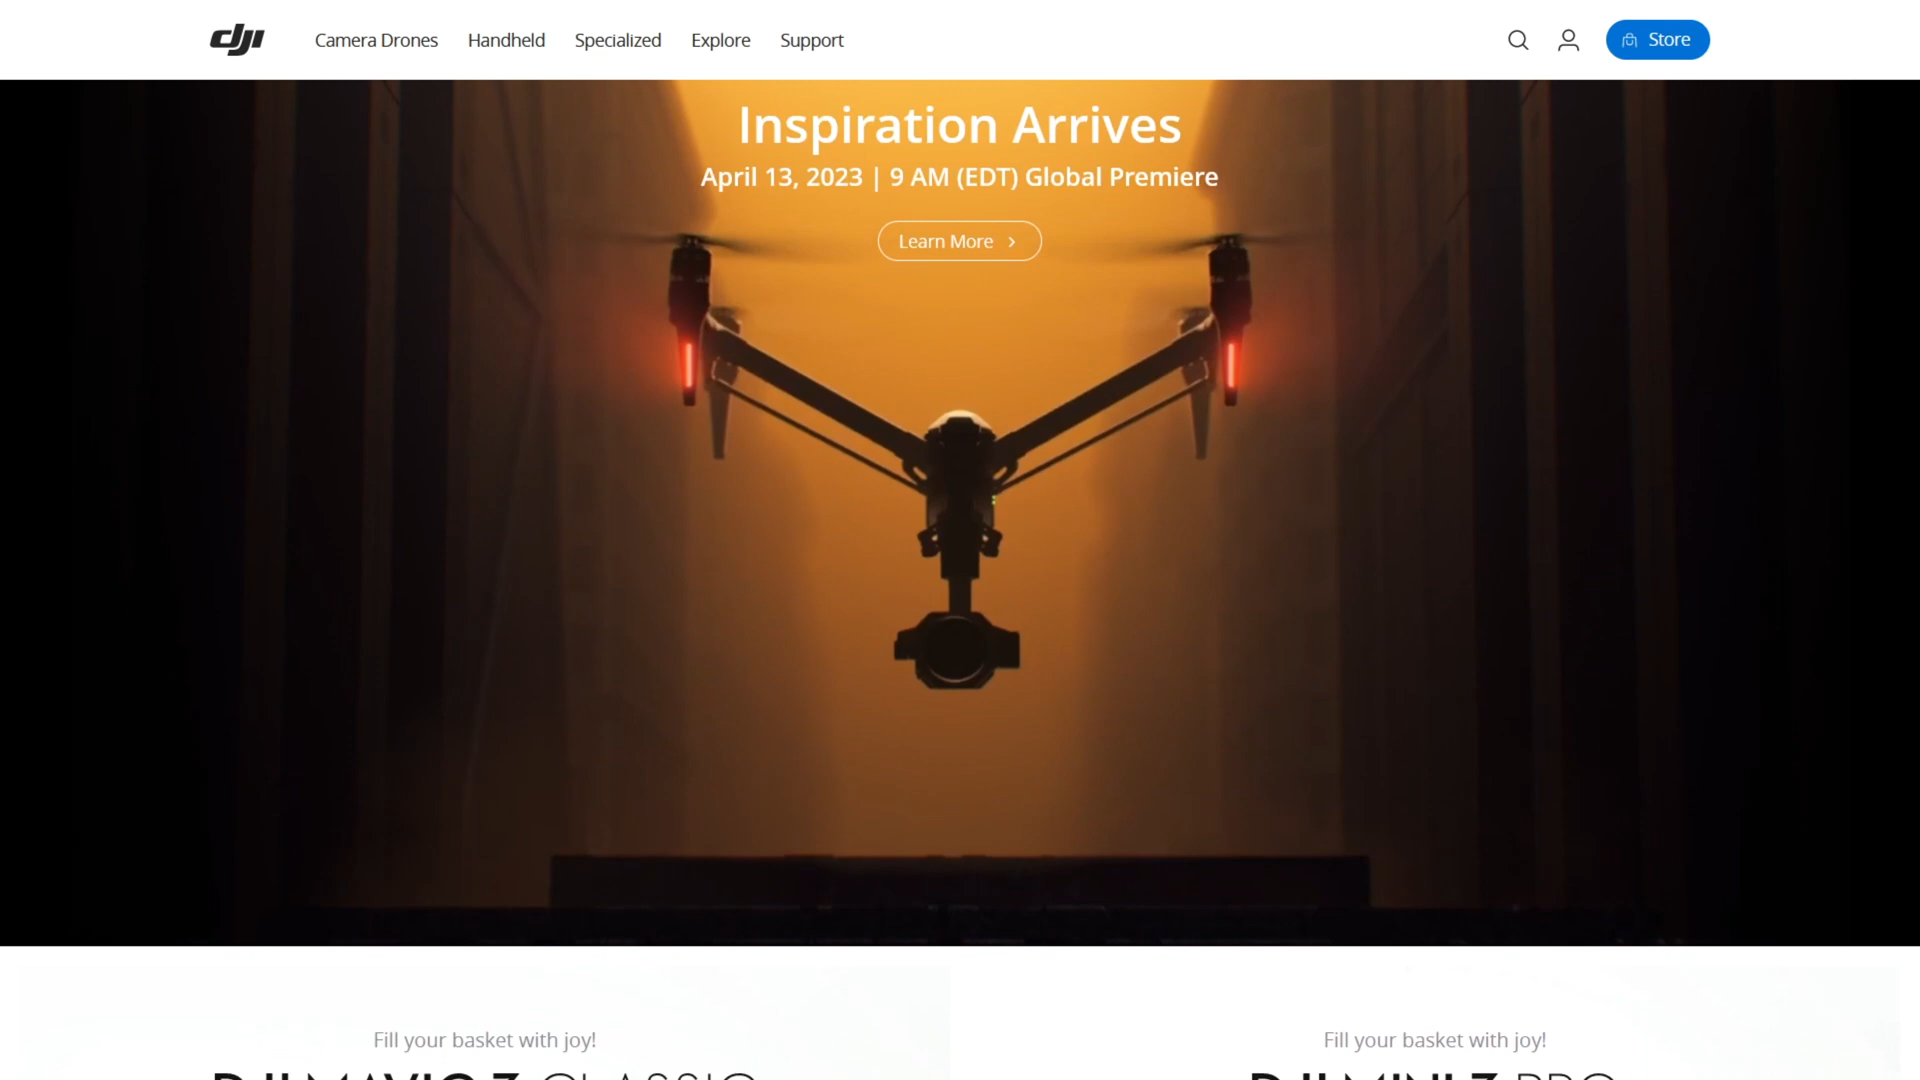 dji
Camera Drones
Handheld
Specialized
Explore
Support
Store
Inspiration Arrives
April 13, 2023 | 9 AM (EDT) Global Premiere
Learn More
Fill your basket with joy!
DJI MAVIC 3 CLASSIC
Fill your basket with joy!
DJI MINI 3 PRO